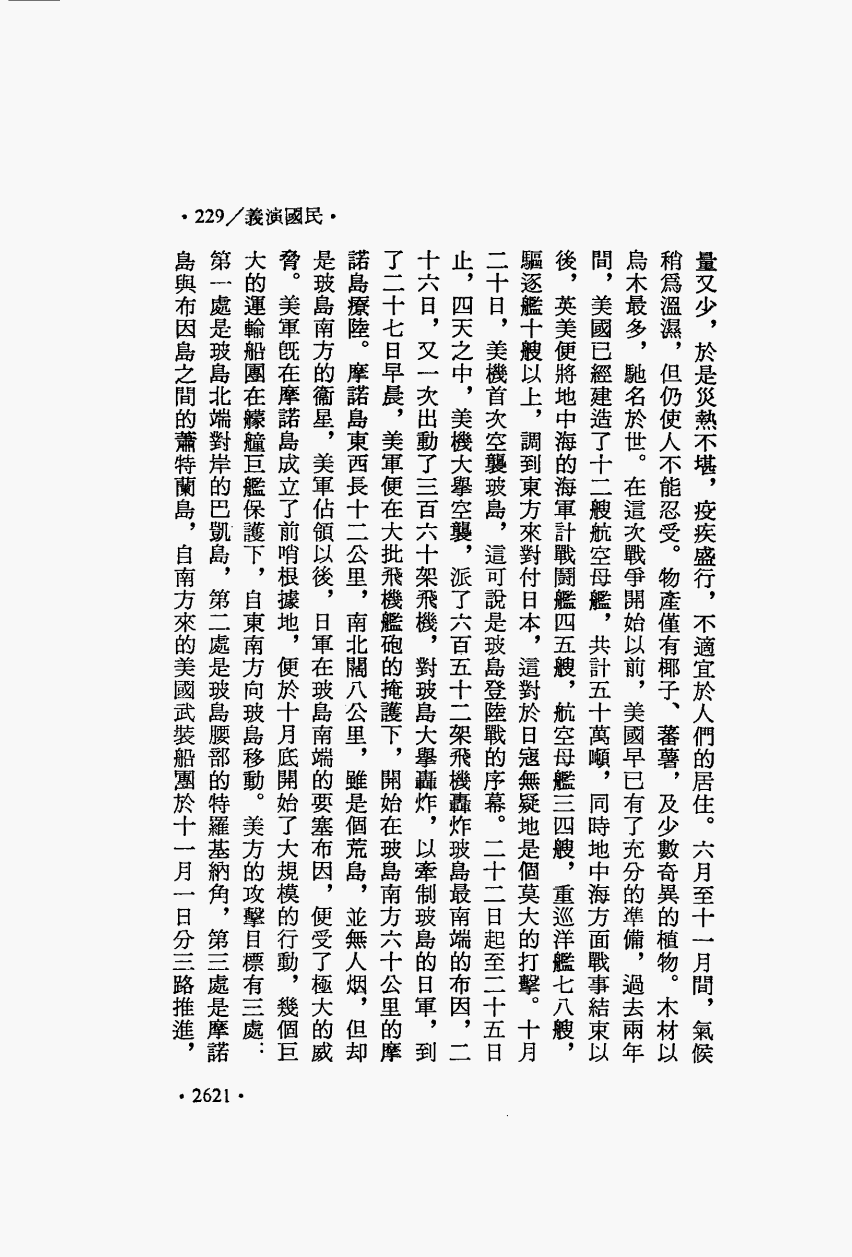 ·229／義演國民·
量又少，於是災熱不堪，疫疾盛行，不適宜於人們的居住。六月至十一月間，氣候
稍爲溫濕，但仍使人不能忍受。物產僅有椰子、蕃薯，及少數奇異的植物。木材以
烏木最多，馳名於世。在這次戰爭開始以前，美國早已有了充分的準備，過去兩年
間，美國已經建造了十二艘航空母艦，共計五十萬噸，同時地中海方面戰事結束以
後，英美便將地中海的海軍計戰鬭艦四五艘，航空母艦三四艘，重巡洋艦七八艘，
驅逐艦十艘以上，調到東方來對付日本，這對於日寇無疑地是個莫大的打擊。十月
二十日，美機首次空襲玻島，這可說是玻島登陸戰的序幕。二十二日起至二十五日
止，四天之中，美機大擧空襲，派了六百五十二架飛機轟炸玻島最南端的布因，二
十六日，又一次出動了三百六十架飛機，對玻島大擧轟炸，以牽制玻島的日軍，到
了二十七日早晨，美軍便在大批飛機艦砲的掩護下，開始在玻島南方六十公里的摩
諾島療陸。摩諾島東西長十二公里，南北闊八公里，雖是個荒島，並無人烟，但却
是玻島南方的衞星，美軍佔領以後，日軍在玻島南端的要塞布因，便受了極大的威
脅。美軍旣在摩諾島成立了前哨根據地，便於十月底開始了大規模的行動，幾個巨
大的運輸船團在艨艟巨艦保護下，自東南方向玻島移動。美方的攻擊目標有三處：
第一處是玻島北端對岸的巴凱島，第二處是玻島腰部的特羅基納角，第三處是摩諾
島與布因島之間的蕭特蘭島，自南方來的美國武裝船團於十一月一日分三路推進，
·2621·